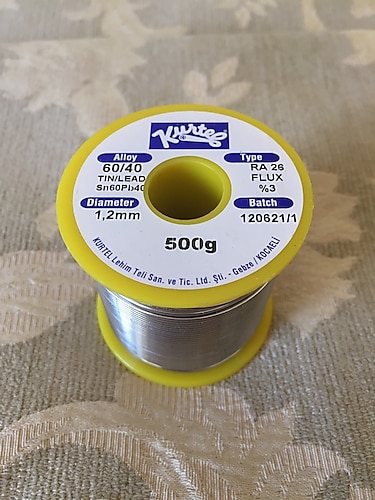 Kurtel
Alloy
60/40
TIN/LEAD
Sn60Pb40
Type
RA 26
FLUX
%3
Diameter
1,2mm
Batch
120621/1
500g
KURTEL Lehim Teli San. ve Tic. Ltd. Şti. - Gebze / KOCAELİ